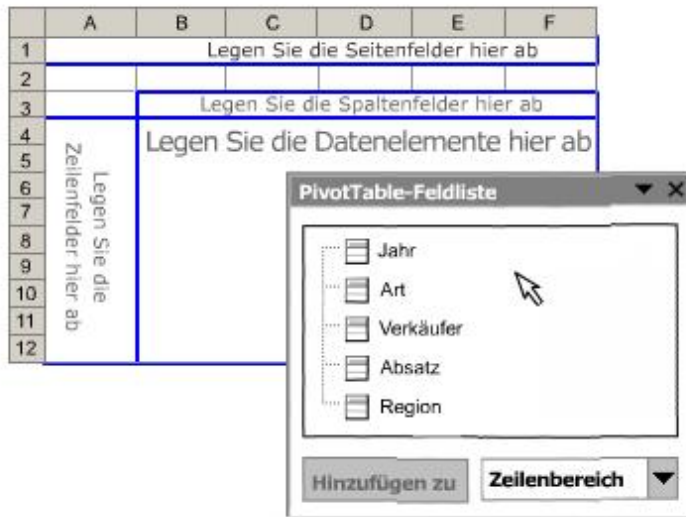 A B C D E F
1 Legen Sie die Seitenfelder hier ab
2
3 Legen Sie die Spaltenfelder hier ab
4 Legen Sie die Datenelemente hier ab
5
6
7
8
9
10
11
12
Legen Sie die
Zeilenfelder hier ab
PivotTable-Feldliste
Jahr
Art
Verkäufer
Absatz
Region
Hinzufügen zu Zeilenbereich